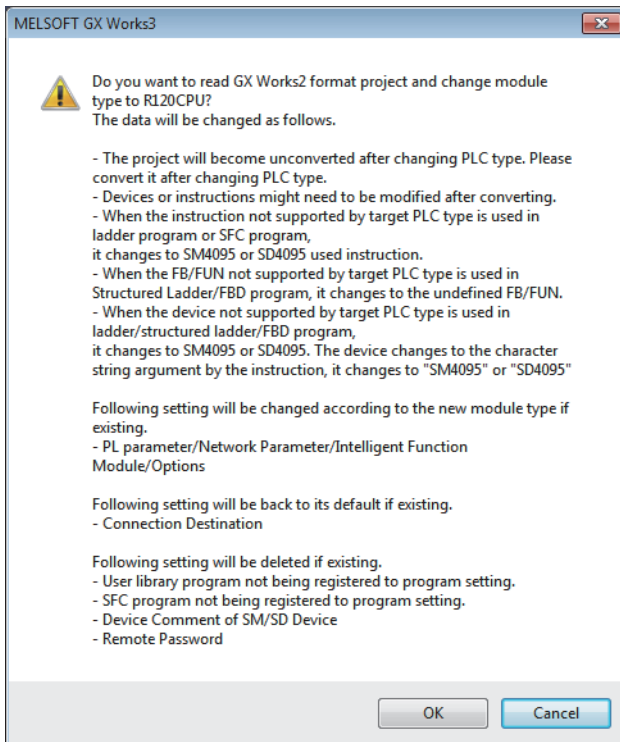 MELSOFT GX Works3
Do you want to read GX Works2 format project and change module
type to R120CPU?
The data will be changed as follows.
- The project will become unconverted after changing PLC type. Please
convert it after changing PLC type.
- Devices or instructions might need to be modified after converting.
- When the instruction not supported by target PLC type is used in
ladder program or SFC program,
it changes to SM4095 or SD4095 used instruction.
- When the FB/FUN not supported by target PLC type is used in
Structured Ladder/FBD program, it changes to the undefined FB/FUN.
- When the device not supported by target PLC type is used in
ladder/structured ladder/FBD program,
it changes to SM4095 or SD4095. The device changes to the character
string argument by the instruction, it changes to "SM4095" or "SD4095"
Following setting will be changed according to the new module type if
existing.
- PL parameter/Network Parameter/Intelligent Function
Module/Options
Following setting will be back to its default if existing.
- Connection Destination
Following setting will be deleted if existing.
- User library program not being registered to program setting.
- SFC program not being registered to program setting.
- Device Comment of SM/SD Device
- Remote Password
OK
Cancel